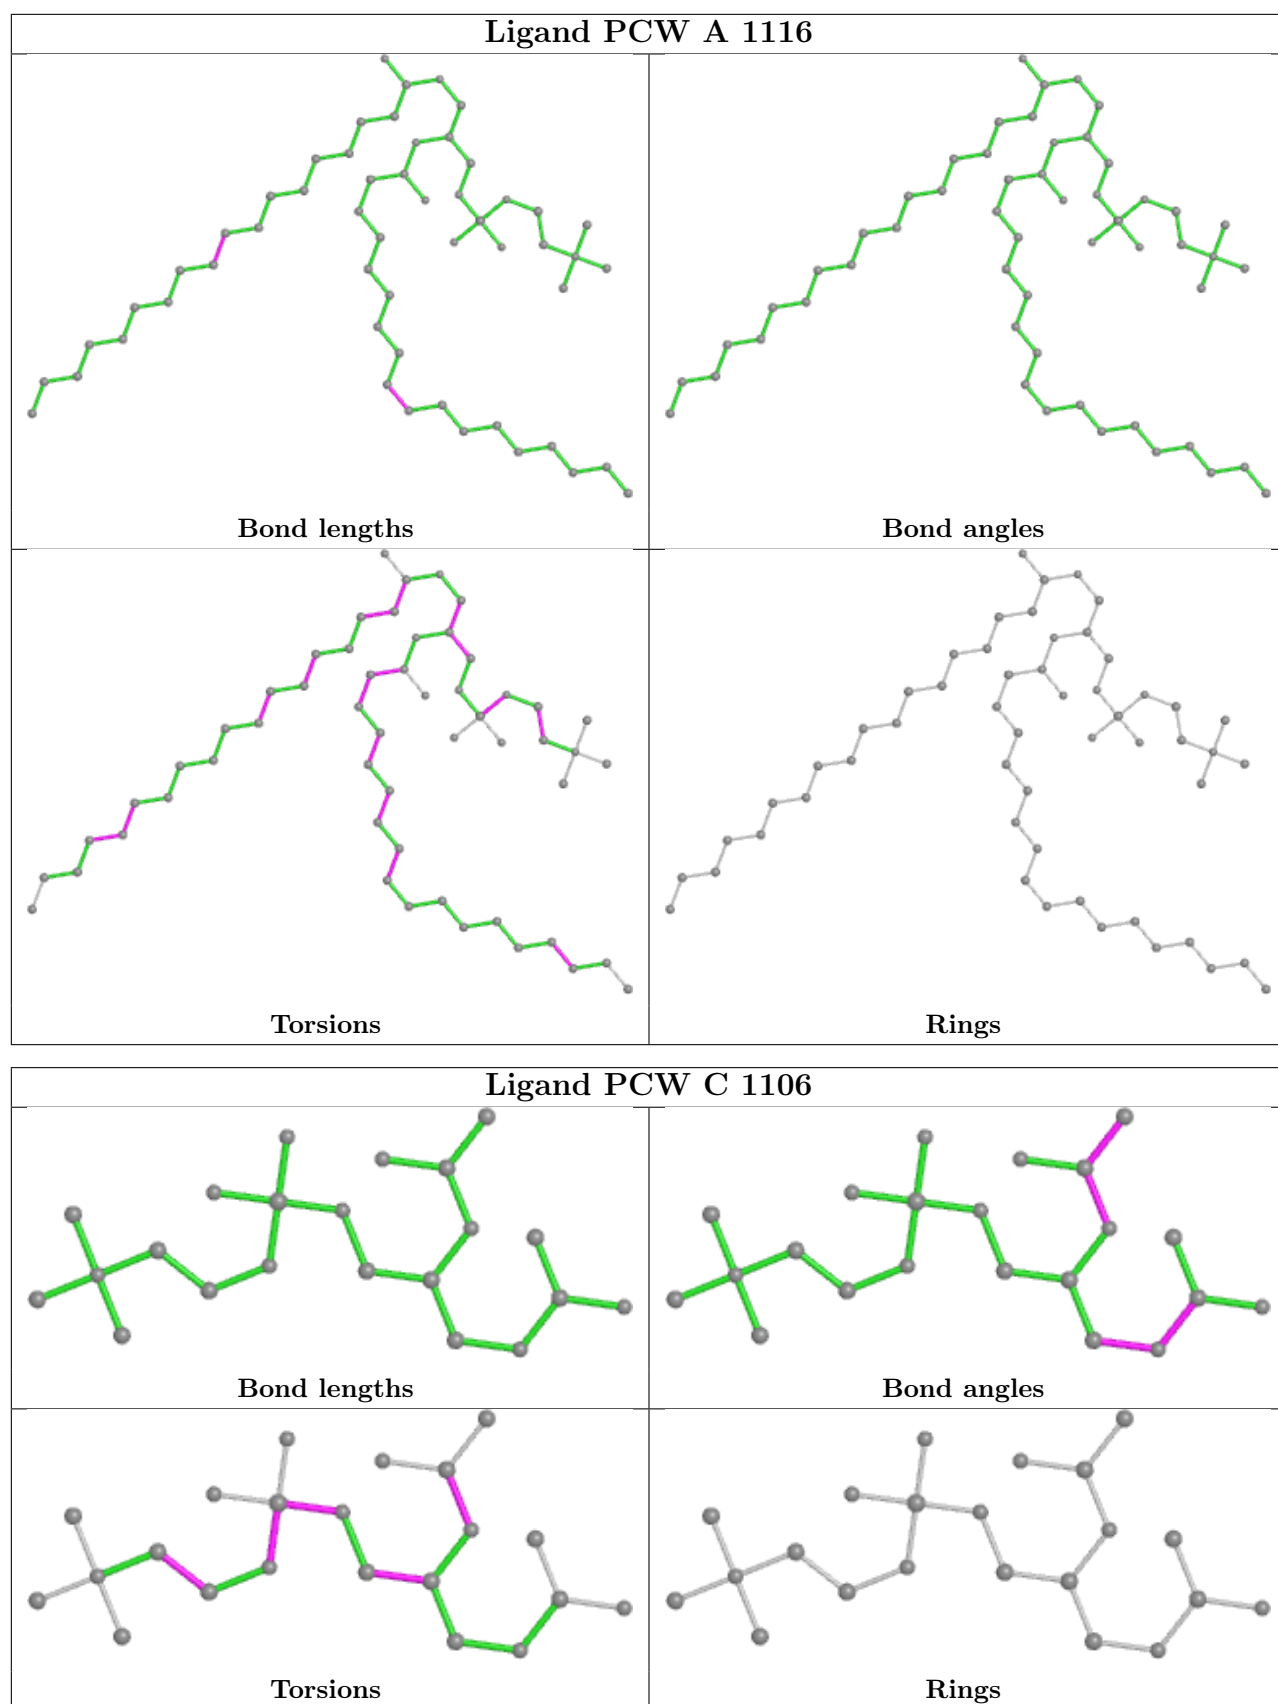 Ligand PCW A 1116
Bond lengths
Bond angles
Torsions
Rings
Ligand PCW C 1106
Bond lengths
Bond angles
Torsions
Rings